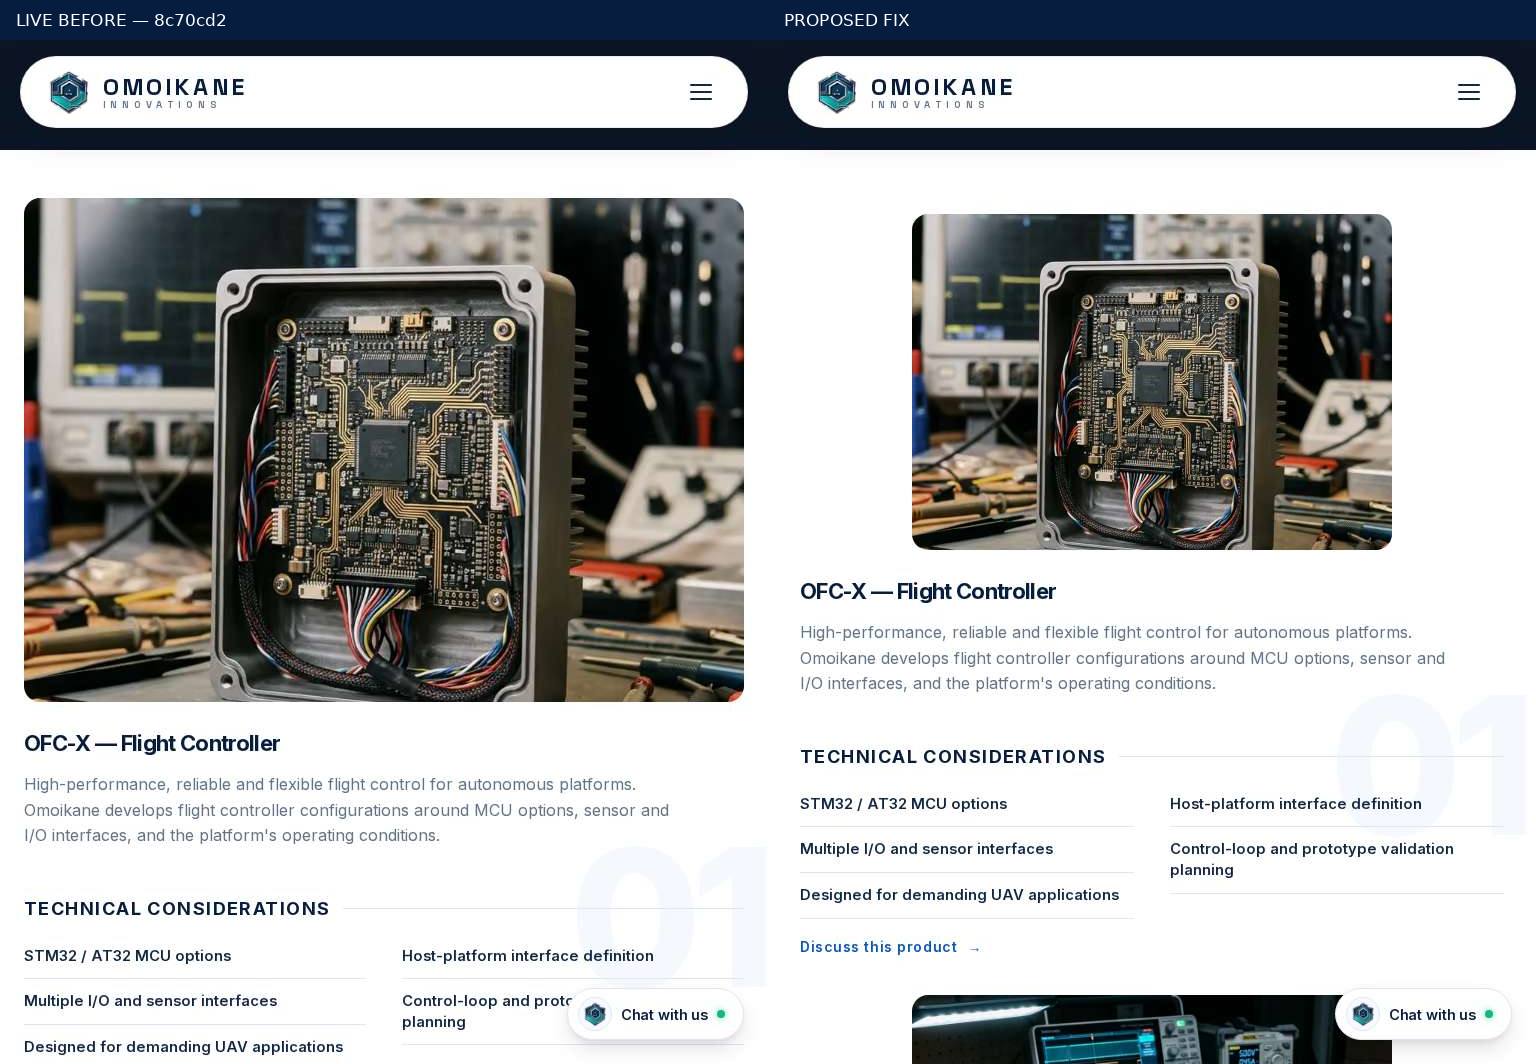 LIVE BEFORE — 8c70cd2
OMOIKANE
INNOVATIONS
OFC-X — Flight Controller
High-performance, reliable and flexible flight control for autonomous platforms.
Omoikane develops flight controller configurations around MCU options, sensor and
I/O interfaces, and the platform's operating conditions.
01
TECHNICAL CONSIDERATIONS
STM32 / AT32 MCU options
Host-platform interface definition
Multiple I/O and sensor interfaces
Control-loop and proto
planning
Designed for demanding UAV applications
Chat with us
PROPOSED FIX
OMOIKANE
INNOVATIONS
OFC-X — Flight Controller
High-performance, reliable and flexible flight control for autonomous platforms.
Omoikane develops flight controller configurations around MCU options, sensor and
I/O interfaces, and the platform's operating conditions.
01
TECHNICAL CONSIDERATIONS
STM32 / AT32 MCU options
Host-platform interface definition
Multiple I/O and sensor interfaces
Control-loop and prototype validation
planning
Designed for demanding UAV applications
Discuss this product →
Chat with us